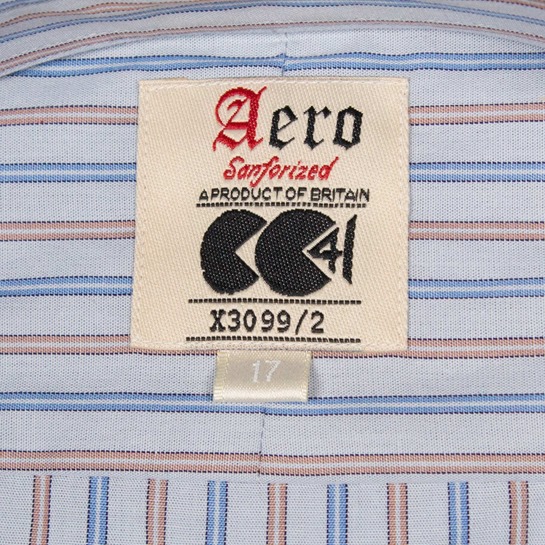 Aero
Sanforized
A PRODUCT OF BRITAIN
CC41
X3099/2
17